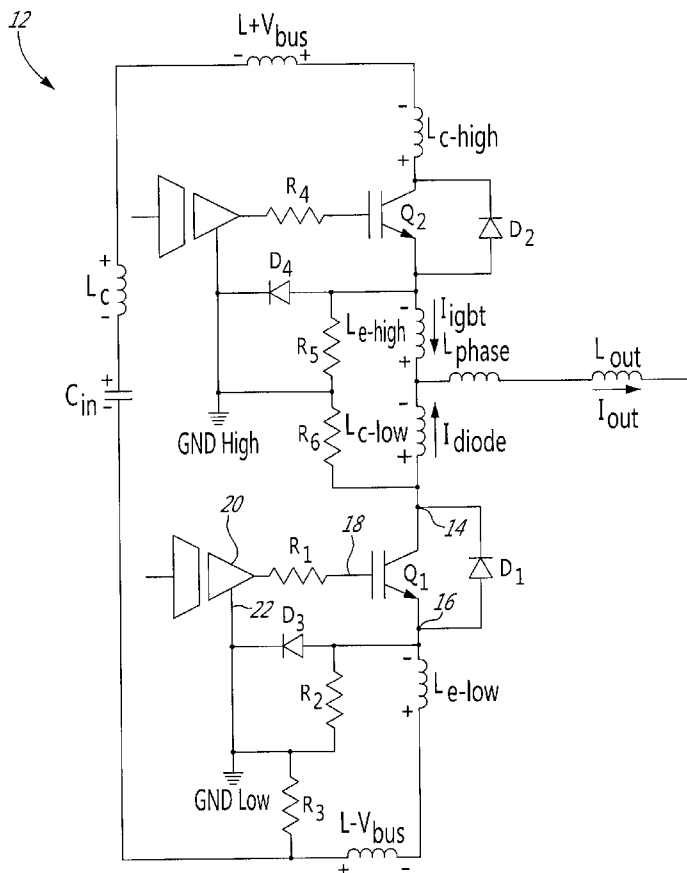 12
L+Vbus
- +
-
Lc-high
+
R4
Q2
D2
+
Lc
-
D4
-
Iigbt
Le-high
R5
+
Lphase
Lout
+
Cin
-
-
Iout
GND High
R6
Lc-low
Idiode
+
20
18
14
R1
Q1
D1
22
D3
16
-
R2
Le-low
+
GND Low
R3
L-Vbus
+ -